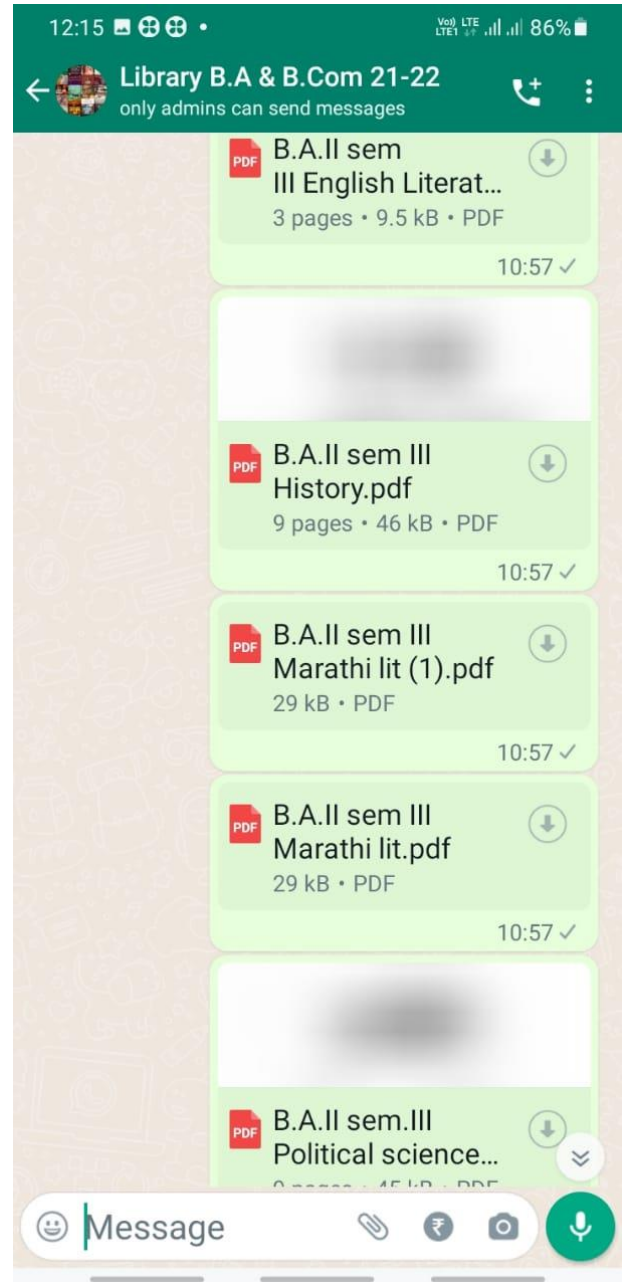 12:15 Vo) LTE LTE1 86%
Library B.A & B.Com 21-22
only admins can send messages
PDF B.A.II sem
III English Literat...
3 pages • 9.5 kB • PDF
10:57
PDF B.A.II sem III
History.pdf
9 pages • 46 kB • PDF
10:57
PDF B.A.II sem III
Marathi lit (1).pdf
29 kB • PDF
10:57
PDF B.A.II sem III
Marathi lit.pdf
29 kB • PDF
10:57
PDF B.A.II sem.III
Political science...
Message ₹